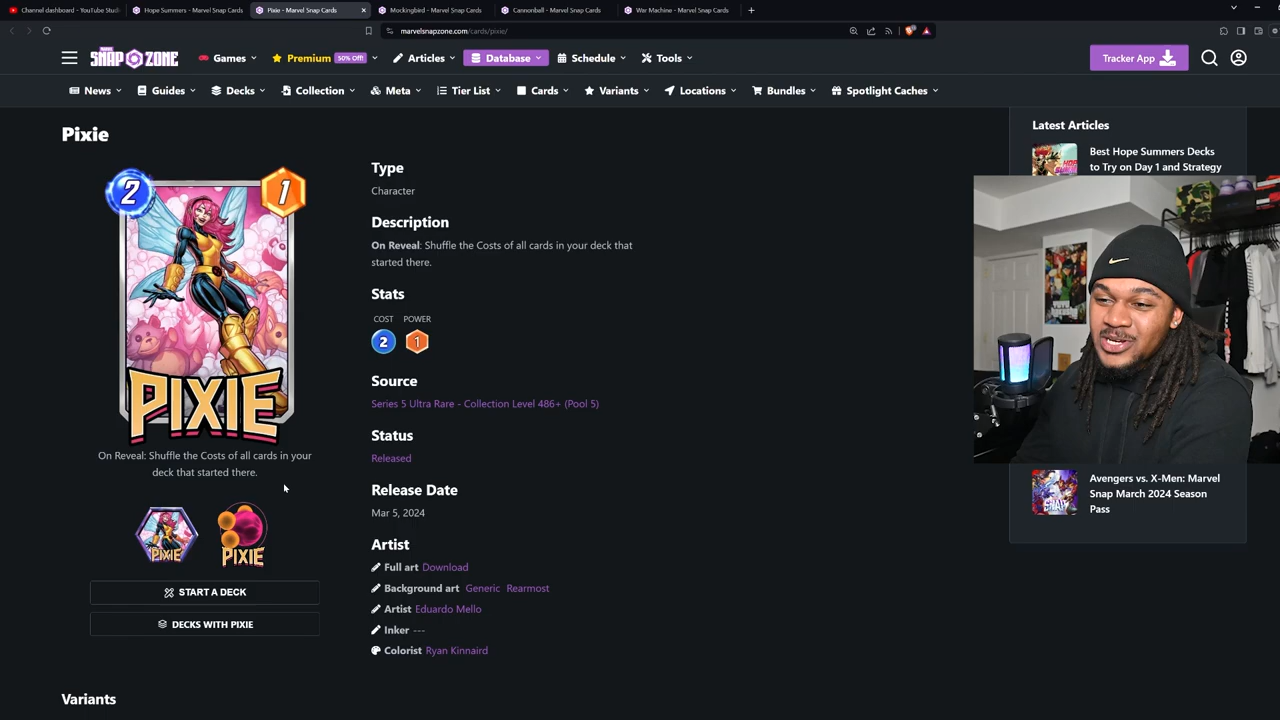 Channel dashboard - YouTube Stud
Hope Summers - Marvel Snap Cards
Pixie - Marvel Snap Cards
Mockingbird - Marvel Snap Cards
Cannonball - Marvel Snap Cards
War Machine - Marvel Snap Cards
marvelsnapzone.com/cards/pixie/
SNAP ZONE
Games
Premium 50% Off!
Articles
Database
Schedule
Tools
Tracker App
News
Guides
Decks
Collection
Meta
Tier List
Cards
Variants
Locations
Bundles
Spotlight Caches
Pixie
2
1
PIXIE
On Reveal: Shuffle the Costs of all cards in your
deck that started there.
PIXIE
PIXIE
START A DECK
DECKS WITH PIXIE
Type
Character
Description
On Reveal: Shuffle the Costs of all cards in your deck that
started there.
Stats
COST POWER
2 1
Source
Series 5 Ultra Rare - Collection Level 486+ (Pool 5)
Status
Released
Release Date
Mar 5, 2024
Artist
Full art Download
Background art Generic Rearmost
Artist Eduardo Mello
Inker ---
Colorist Ryan Kinnaird
Variants
Latest Articles
Best Hope Summers Decks
to Try on Day 1 and Strategy
Avengers vs. X-Men: Marvel
Snap March 2024 Season
Pass